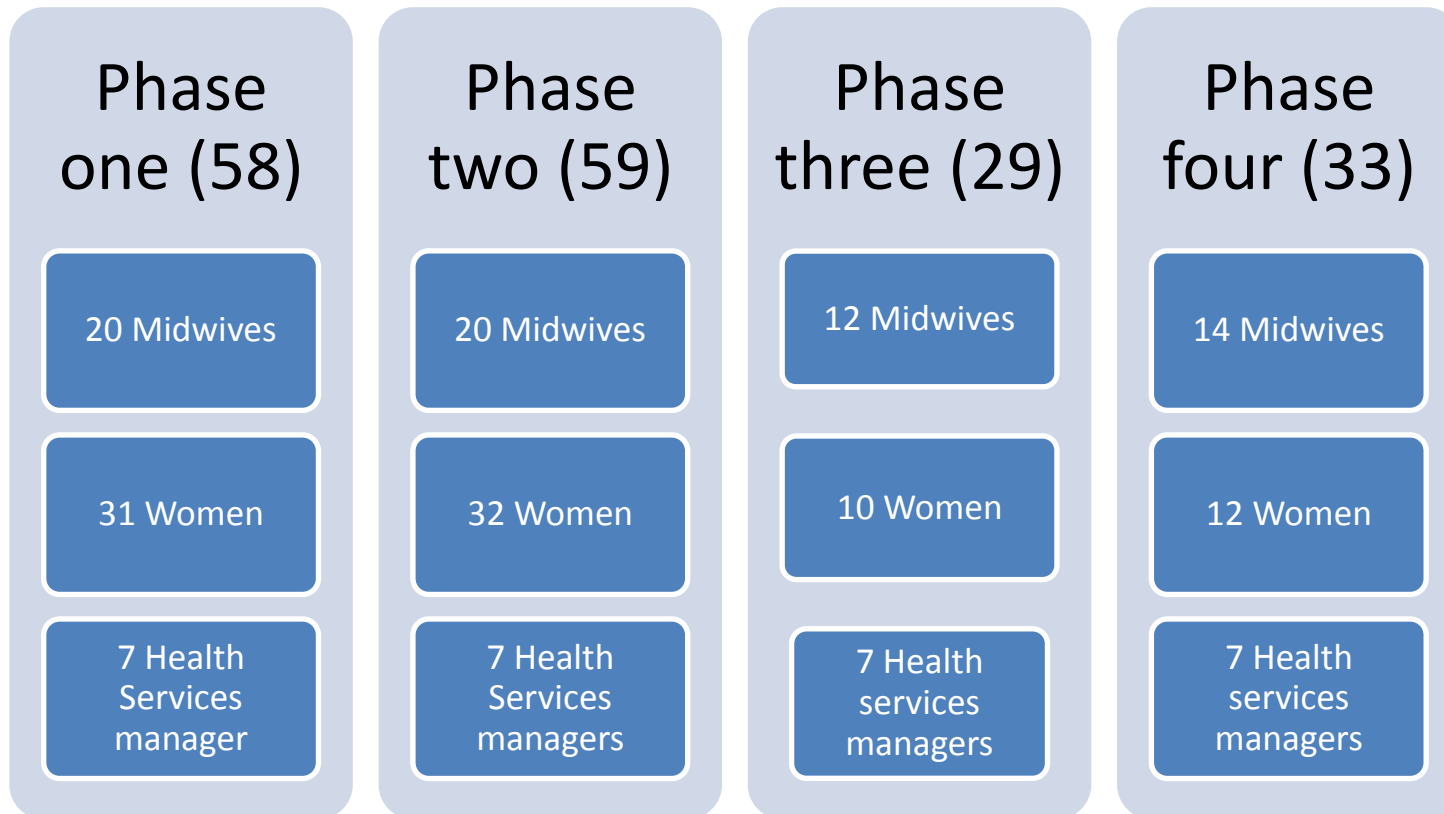 Phase
one (58)
20 Midwives
31 Women
7 Health
Services
manager
Phase
two (59)
20 Midwives
32 Women
7 Health
Services
managers
Phase
three (29)
12 Midwives
10 Women
7 Health
services
managers
Phase
four (33)
14 Midwives
12 Women
7 Health
services
managers